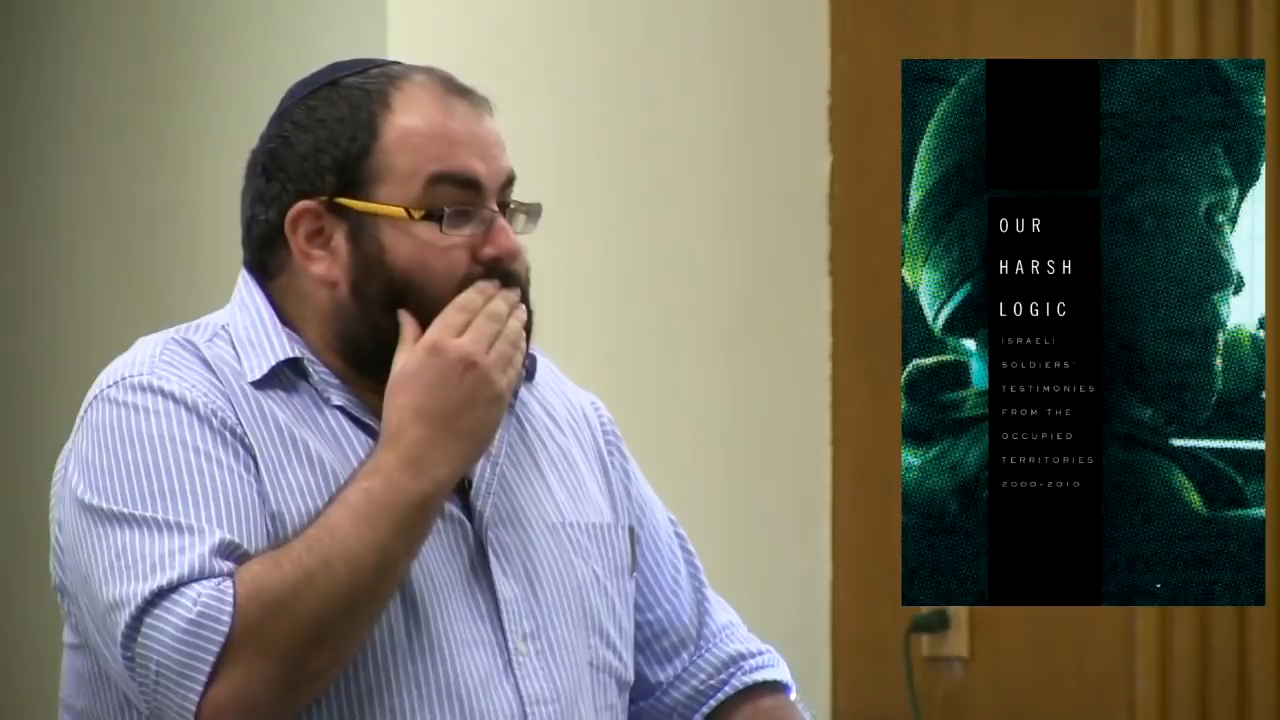 OUR
HARSH
LOGIC
ISRAELI
SOLDIERS'
TESTIMONIES
FROM THE
OCCUPIED
TERRITORIES
2000–2010